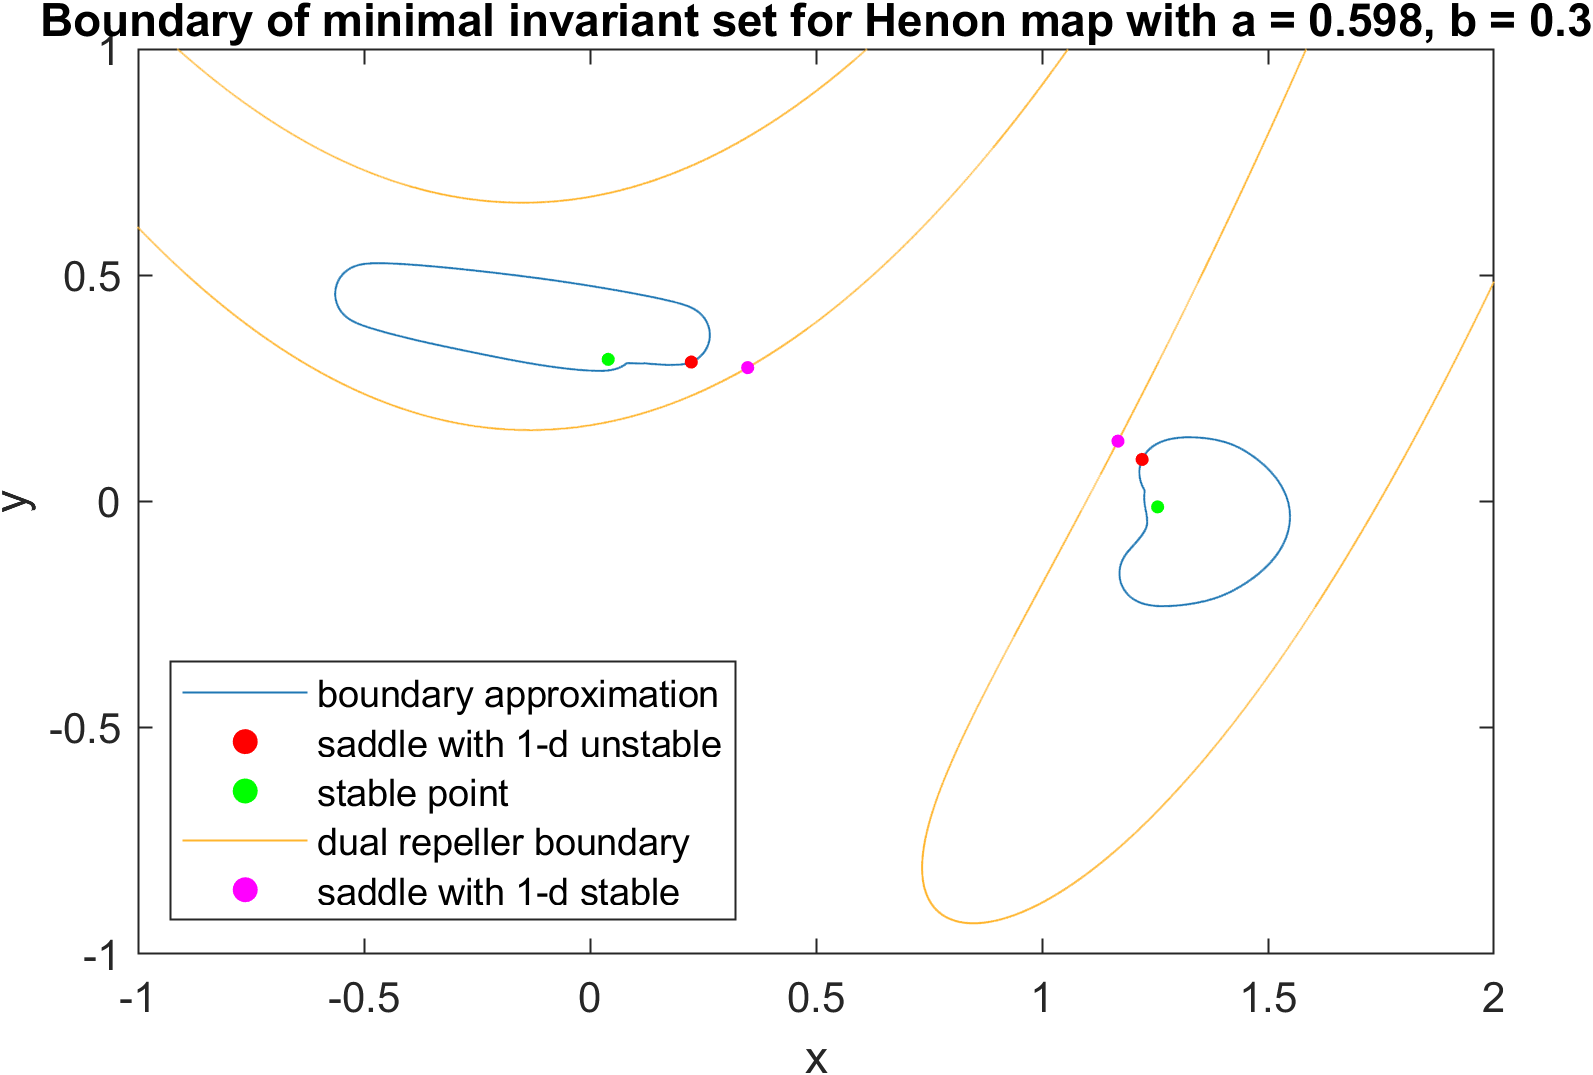 Boundary of minimal invariant set for Henon map with a = 0.598, b = 0.3
1
0.5
0
-0.5
-1
y
boundary approximation
saddle with 1-d unstable
stable point
dual repeller boundary
saddle with 1-d stable
-1 -0.5 0 0.5 1 1.5 2
x